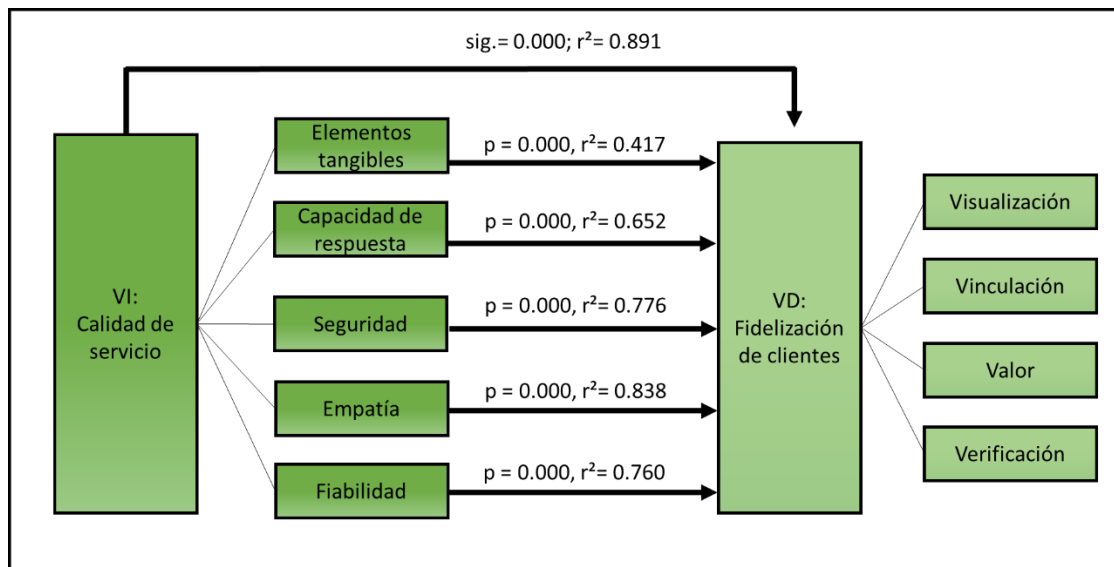 sig.= 0.000; r²= 0.891
VI:
Calidad de
servicio
Elementos
tangibles
p = 0.000, r²= 0.417
Capacidad de
respuesta
p = 0.000, r²= 0.652
Seguridad
p = 0.000, r²= 0.776
Empatía
p = 0.000, r²= 0.838
Fiabilidad
p = 0.000, r²= 0.760
VD:
Fidelización
de clientes
Visualización
Vinculación
Valor
Verificación